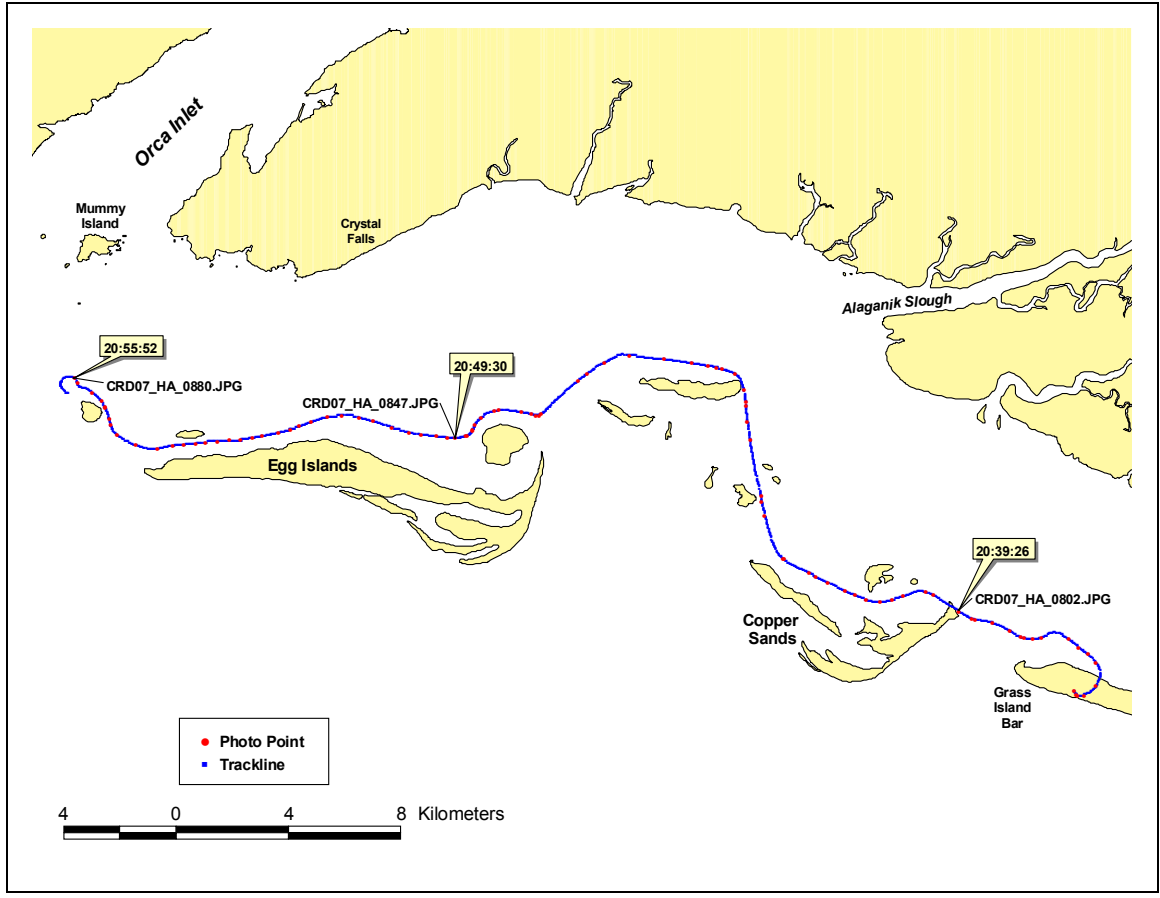 Orca Inlet
Mummy
Island
Crystal
Falls
Alaganik Slough
20:55:52
CRD07_HA_0880.JPG
20:49:30
CRD07_HA_0847.JPG
Egg Islands
20:39:26
CRD07_HA_0802.JPG
Copper
Sands
Grass
Island
Bar
Photo Point
Trackline
4 0 4 8 Kilometers